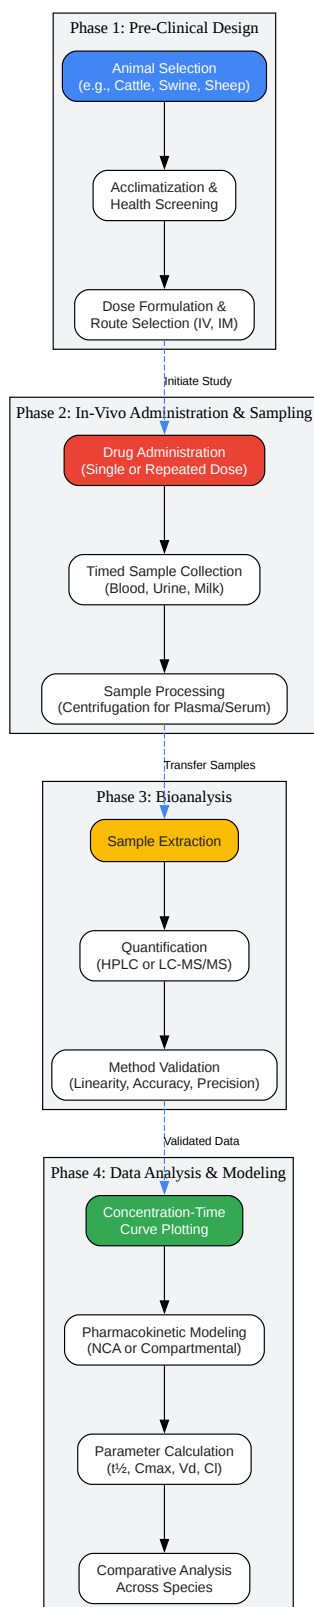 Phase 1: Pre-Clinical Design
Animal Selection
(e.g., Cattle, Swine, Sheep)
Acclimatization &
Health Screening
Dose Formulation &
Route Selection (IV, IM)
Initiate Study
Phase 2: In-Vivo Administration & Sampling
Drug Administration
(Single or Repeated Dose)
Timed Sample Collection
(Blood, Urine, Milk)
Sample Processing
(Centrifugation for Plasma/Serum)
Transfer Samples
Phase 3: Bioanalysis
Sample Extraction
Quantification
(HPLC or LC-MS/MS)
Method Validation
(Linearity, Accuracy, Precision)
Validated Data
Phase 4: Data Analysis & Modeling
Concentration-Time
Curve Plotting
Pharmacokinetic Modeling
(NCA or Compartmental)
Parameter Calculation
(t½, Cmax, Vd, Cl)
Comparative Analysis
Across Species